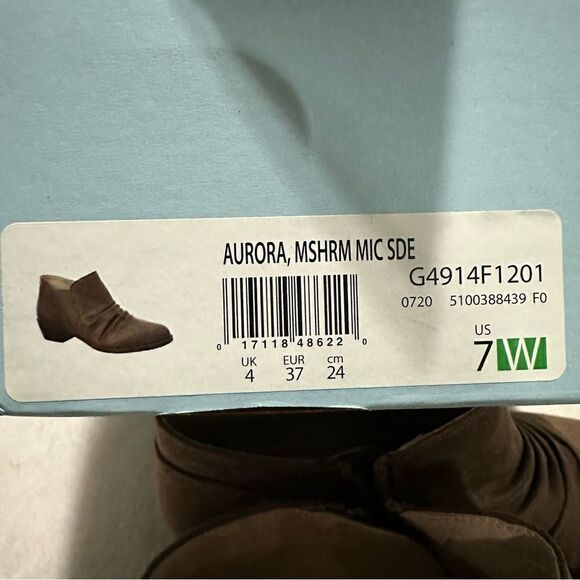 AURORA, MSHRM MIC SDE
G4914F1201
0720 5100388439 F0
0 17118 48622 0
UK EUR cm
4 37 24
US
7 W